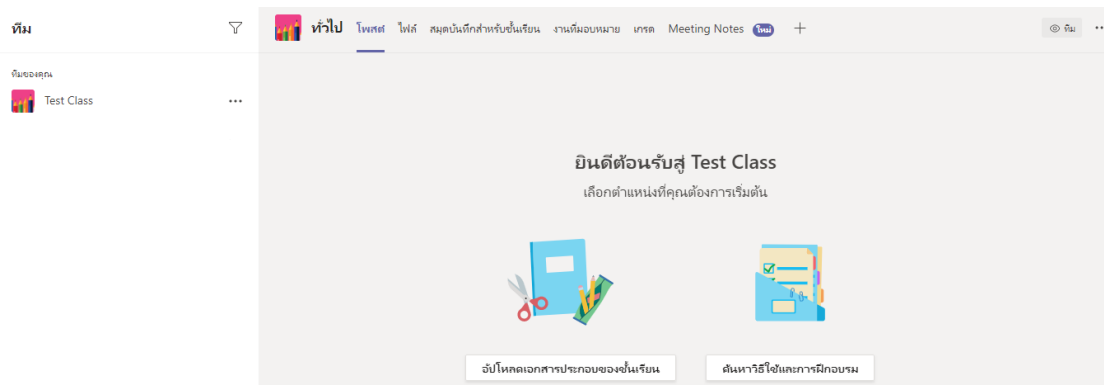 ทีม
ทั่วไป โพสต์ ไฟล์ สมุดบันทึกสำหรับชั้นเรียน งานที่มอบหมาย เกรด Meeting Notes ใหม่ + ทีม
ทีมของคุณ
Test Class
ยินดีต้อนรับสู่ Test Class
เลือกตำแหน่งที่คุณต้องการเริ่มต้น
อัปโหลดเอกสารประกอบของชั้นเรียน ค้นหาวิธีใช้และการฝึกอบรม